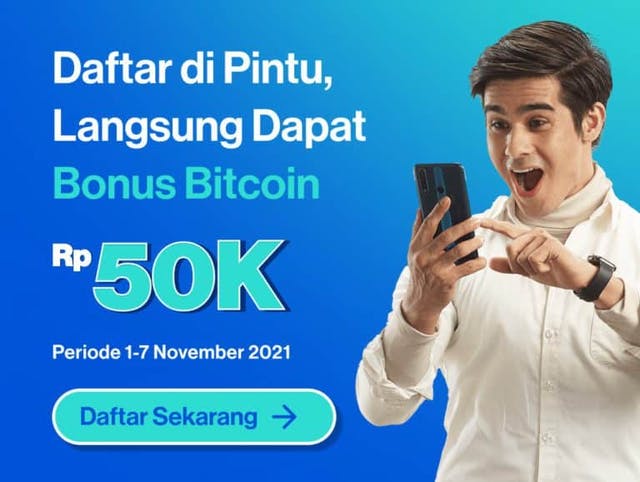 Daftar di Pintu,
Langsung Dapat
Bonus Bitcoin
Rp 50K
Periode 1-7 November 2021
Daftar Sekarang →